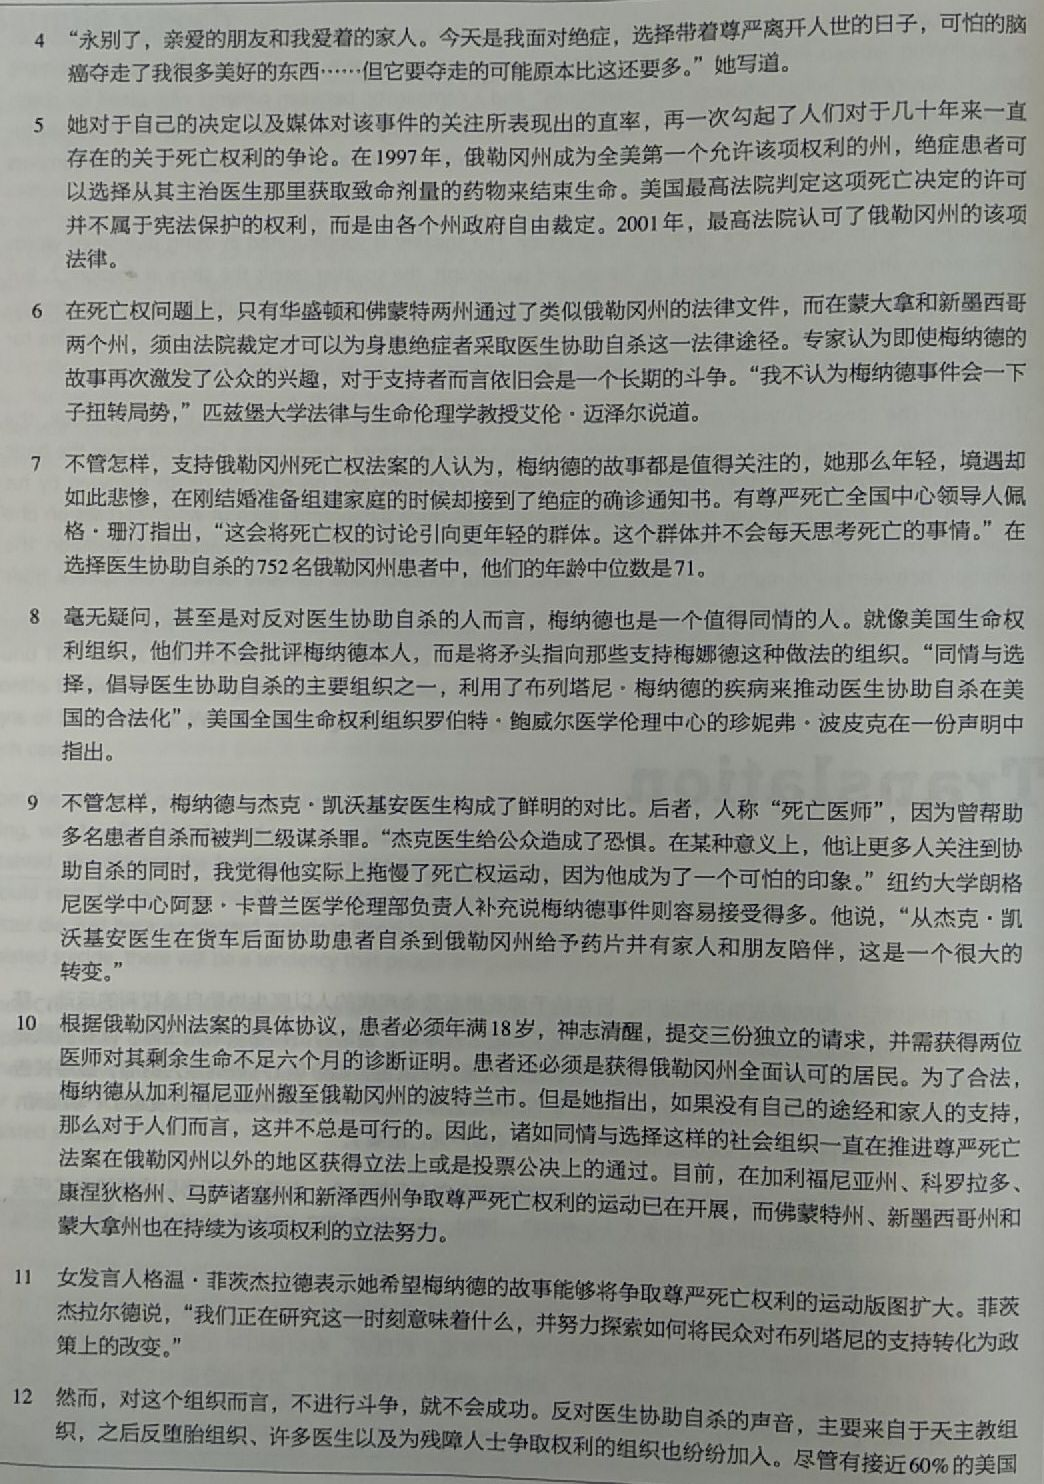 4 “永别了，亲爱的朋友和我爱着的家人。今天是我面对绝症，选择带着尊严离开人世的日子，可怕的脑
癌夺走了我很多美好的东西……但它要夺走的可能原本比这还要多。”她写道。
5 她对于自己的决定以及媒体对该事件的关注所表现出的直率，再一次勾起了人们对于几十年来一直
存在的关于死亡权利的争论。在1997年，俄勒冈州成为全美第一个允许该项权利的州，绝症患者可
以选择从其主治医生那里获取致命剂量的药物来结束生命。美国最高法院判定这项死亡决定的许可
并不属于宪法保护的权利，而是由各个州政府自由裁定。2001年，最高法院认可了俄勒冈州的该项
法律。
6 在死亡权问题上，只有华盛顿和佛蒙特两州通过了类似俄勒冈州的法律文件，而在蒙大拿和新墨西哥
两个州，须由法院裁定才可以为身患绝症者采取医生协助自杀这一法律途径。专家认为即使梅纳德的
故事再次激发了公众的兴趣，对于支持者而言依旧会是一个长期的斗争。“我不认为梅纳德事件会一下
子扭转局势，”匹兹堡大学法律与生命伦理学教授艾伦·迈泽尔说道。
7 不管怎样，支持俄勒冈州死亡权法案的人认为，梅纳德的故事都是值得关注的，她那么年轻，境遇却
如此悲惨，在刚结婚准备组建家庭的时候却接到了绝症的确诊通知书。有尊严死亡全国中心领导人佩
格·珊汀指出，“这会将死亡权的讨论引向更年轻的群体。这个群体并不会每天思考死亡的事情。”在
选择医生协助自杀的752名俄勒冈州患者中，他们的年龄中位数是71。
8 毫无疑问，甚至是对反对医生协助自杀的人而言，梅纳德也是一个值得同情的人。就像美国生命权
利组织，他们并不会批评梅纳德本人，而是将矛头指向那些支持梅娜德这种做法的组织。“同情与选
择，倡导医生协助自杀的主要组织之一，利用了布列塔尼·梅纳德的疾病来推动医生协助自杀在美
国的合法化”，美国全国生命权利组织罗伯特·鲍威尔医学伦理中心的珍妮弗·波皮克在一份声明中
指出。
9 不管怎样，梅纳德与杰克·凯沃基安医生构成了鲜明的对比。后者，人称“死亡医师”，因为曾帮助
多名患者自杀而被判二级谋杀罪。“杰克医生给公众造成了恐惧。在某种意义上，他让更多人关注到协
助自杀的同时，我觉得他实际上拖慢了死亡权运动，因为他成为了一个可怕的印象。”纽约大学朗格
尼医学中心阿瑟·卡普兰医学伦理部负责人补充说梅纳德事件则容易接受得多。他说，“从杰克·凯
沃基安医生在货车后面协助患者自杀到俄勒冈州给予药片并有家人和朋友陪伴，这是一个很大的
转变。”
10 根据俄勒冈州法案的具体协议，患者必须年满18岁，神志清醒，提交三份独立的请求，并需获得两位
医师对其剩余生命不足六个月的诊断证明。患者还必须是获得俄勒冈州全面认可的居民。为了合法，
梅纳德从加利福尼亚州搬至俄勒冈州的波特兰市。但是她指出，如果没有自己的途径和家人的支持，
那么对于人们而言，这并不总是可行的。因此，诸如同情与选择这样的社会组织一直在推进尊严死亡
法案在俄勒冈州以外的地区获得立法上或是投票公决上的通过。目前，在加利福尼亚州、科罗拉多、
康涅狄格州、马萨诸塞州和新泽西州争取尊严死亡权利的运动已在开展，而佛蒙特州、新墨西哥州和
蒙大拿州也在持续为该项权利的立法努力。
11 女发言人格温·菲茨杰拉德表示她希望梅纳德的故事能够将争取尊严死亡权利的运动版图扩大。菲茨
杰拉尔德说，“我们正在研究这一时刻意味着什么，并努力探索如何将民众对布列塔尼的支持转化为政
策上的改变。”
12 然而，对这个组织而言，不进行斗争，就不会成功。反对医生协助自杀的声音，主要来自于天主教组
织，之后反堕胎组织、许多医生以及为残障人士争取权利的组织也纷纷加入。尽管有接近60%的美国